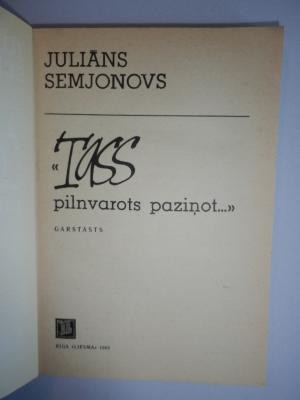 JULIĀNS
SEMJONOVS
«TASS
pilnvarots paziņot...»
GARSTĀSTS
RĪGA «LIESMA»